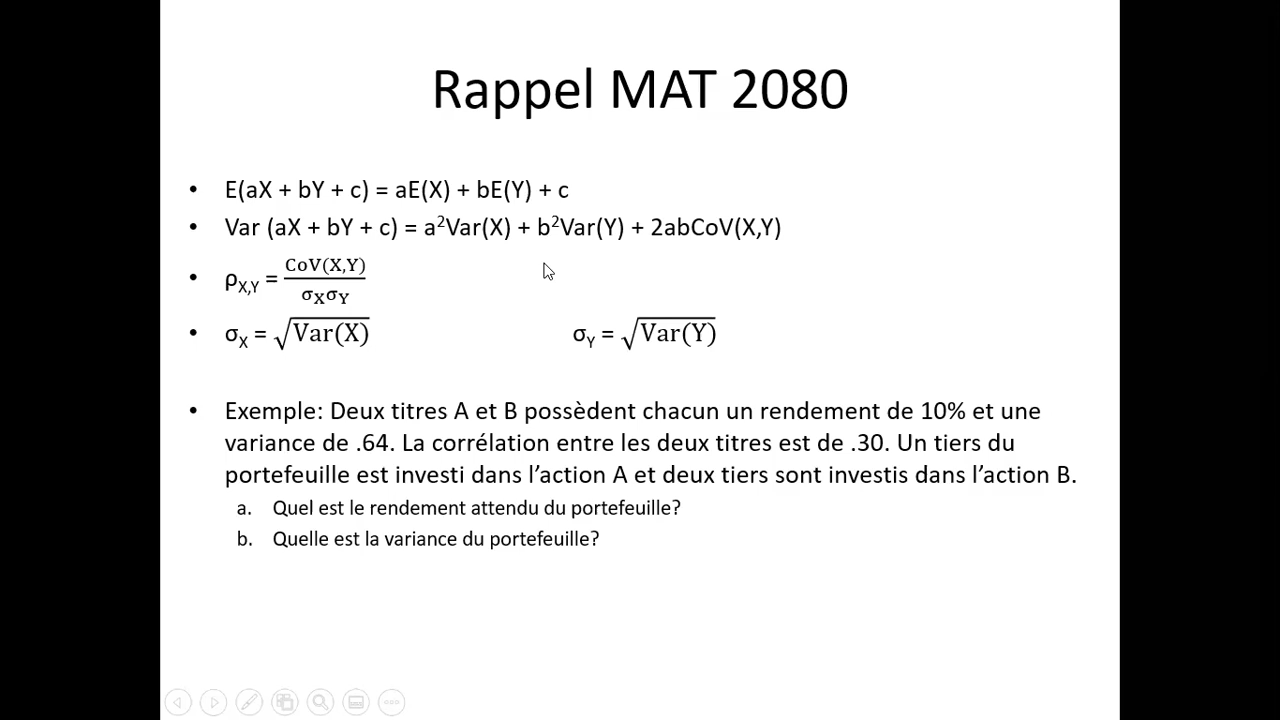 Rappel MAT 2080
• E(aX + bY + c) = aE(X) + bE(Y) + c
• Var (aX + bY + c) = a²Var(X) + b²Var(Y) + 2abCoV(X,Y)
• ρX,Y = CoV(X,Y) / σXσY
• σX = √Var(X) σY = √Var(Y)
• Exemple: Deux titres A et B possèdent chacun un rendement de 10% et une
variance de .64. La corrélation entre les deux titres est de .30. Un tiers du
portefeuille est investi dans l’action A et deux tiers sont investis dans l’action B.
a. Quel est le rendement attendu du portefeuille?
b. Quelle est la variance du portefeuille?